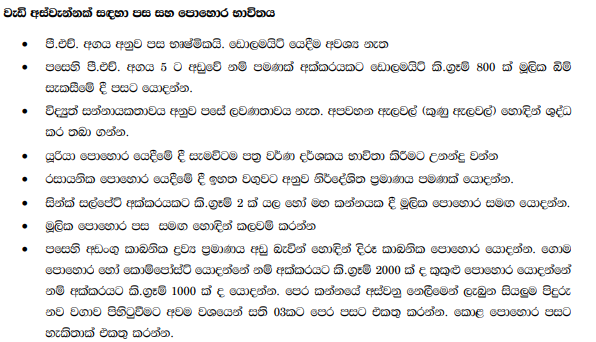 වැඩි අස්වැන්නක් සඳහා පස සහ පොහොර භාවිතය
• පී.එච්. අගය අනුව පස භාෂ්මිකයි. ඩොලමයිට් යෙදීම අවශ්‍ය නැත
• පසෙහි පී.එච්. අගය 5 ට අඩුවේ නම් පමණක් අක්කරයකට ඩොලමයිට් කි.ග්‍රෑම් 800 ක් මූලික බිම්
සැකසීමේ දී පසට යොදන්න.
• විද්‍යුත් සන්නායකතාවය අනුව පසේ ලවණතාවය නැත. අපවහන ඇලවල් (කුණු ඇලවල්) හොඳින් ශුද්ධ
කර තබා ගන්න.
• යූරියා පොහොර යෙදීමේ දී සැමවිටම පත්‍ර වර්ණ දර්ශකය භාවිතා කිරීමට උනන්දු වන්න
• රසායනික පොහොර යෙදීමේ දී ඉහත වගුවට අනුව නිර්දේශිත ප්‍රමාණය පමණක් යොදන්න.
• සින්ක් සල්පේට් අක්කරයකට කි.ග්‍රෑම් 2 ක් යල හෝ මහ කන්නයක දී මූලික පොහොර සමඟ යොදන්න.
• මූලික පොහොර පස සමඟ හොඳින් කලවම් කරන්න
• පසෙහි අඩංගු කාබනික ද්‍රව්‍ය ප්‍රමාණය අඩු බැවින් හොඳින් දිරූ කාබනික පොහොර යොදන්න. ගොම
පොහොර හෝ කොම්පෝස්ට් යොදන්නේ නම් අක්කරයට කි.ග්‍රෑම් 2000 ක් ද කුකුළු පොහොර යොදන්නේ
නම් අක්කරයට කි.ග්‍රෑම් 1000 ක් ද යොදන්න. පෙර කන්නයේ අස්වනු නෙලීමෙන් ලැබුන සියලුම පිදුරු
නව වගාව පිහිටුවීමට අවම වශයෙන් සති 03කට පෙර පසට එකතු කරන්න. කොළ පොහොර පසට
හැකිතාක් එකතු කරන්න.